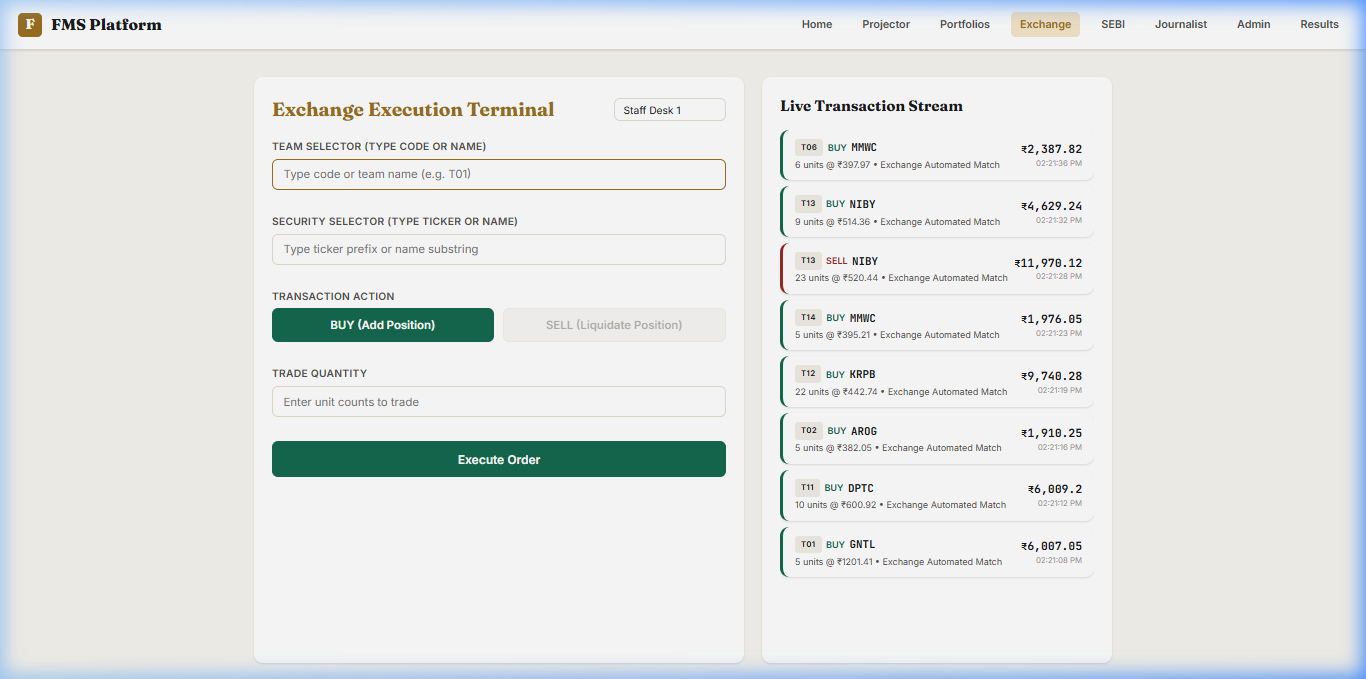 F FMS Platform
Home Projector Portfolios Exchange SEBI Journalist Admin Results
Exchange Execution Terminal
Staff Desk 1
TEAM SELECTOR (TYPE CODE OR NAME)
Type code or team name (e.g. T01)
SECURITY SELECTOR (TYPE TICKER OR NAME)
Type ticker prefix or name substring
TRANSACTION ACTION
BUY (Add Position) SELL (Liquidate Position)
TRADE QUANTITY
Enter unit counts to trade
Execute Order
Live Transaction Stream
T06 BUY MMWC ₹2,387.82
6 units @ ₹397.97 • Exchange Automated Match 02:21:36 PM
T13 BUY NIBY ₹4,629.24
9 units @ ₹514.36 • Exchange Automated Match 02:21:32 PM
T13 SELL NIBY ₹11,970.12
23 units @ ₹520.44 • Exchange Automated Match 02:21:28 PM
T14 BUY MMWC ₹1,976.05
5 units @ ₹395.21 • Exchange Automated Match 02:21:23 PM
T12 BUY KRPB ₹9,740.28
22 units @ ₹442.74 • Exchange Automated Match 02:21:19 PM
T02 BUY AROG ₹1,910.25
5 units @ ₹382.05 • Exchange Automated Match 02:21:16 PM
T11 BUY DPTC ₹6,009.2
10 units @ ₹600.92 • Exchange Automated Match 02:21:12 PM
T01 BUY GNTL ₹6,007.05
5 units @ ₹1201.41 • Exchange Automated Match 02:21:08 PM